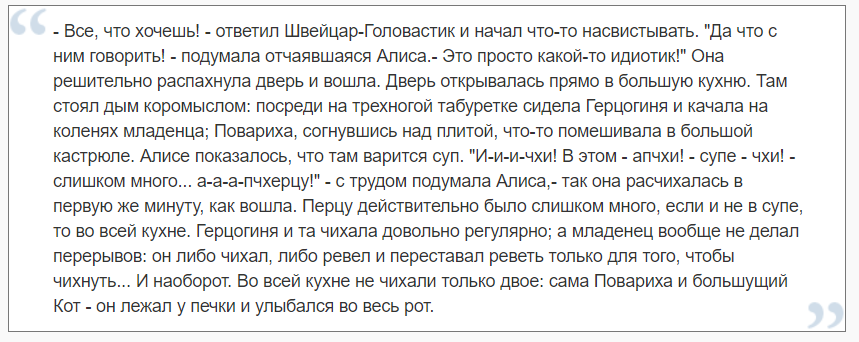 - Все, что хочешь! - ответил Швейцар-Головастик и начал что-то насвистывать. "Да что с
ним говорить! - подумала отчаявшаяся Алиса.- Это просто какой-то идиотик!" Она
решительно распахнула дверь и вошла. Дверь открывалась прямо в большую кухню. Там
стоял дым коромыслом: посреди на трехногой табуретке сидела Герцогиня и качала на
коленях младенца; Повариха, согнувшись над плитой, что-то помешивала в большой
кастрюле. Алисе показалось, что там варится суп. "И-и-и-чхи! В этом - апчхи! - супе - чхи! -
слишком много... а-а-а-пчхерцу!" - с трудом подумала Алиса,- так она расчихалась в
первую же минуту, как вошла. Перцу действительно было слишком много, если и не в супе,
то во всей кухне. Герцогиня и та чихала довольно регулярно; а младенец вообще не делал
перерывов: он либо чихал, либо ревел и переставал реветь только для того, чтобы
чихнуть... И наоборот. Во всей кухне не чихали только двое: сама Повариха и большущий
Кот - он лежал у печки и улыбался во весь рот.